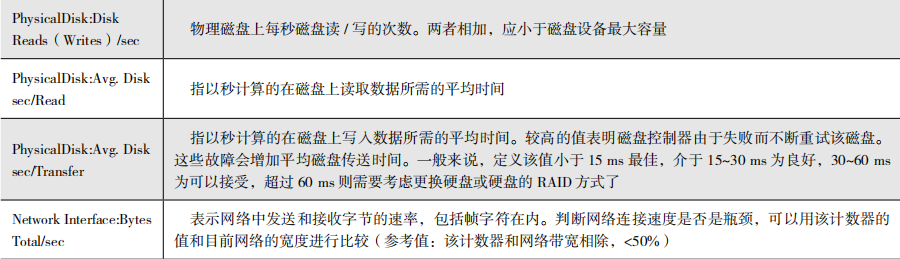 PhysicalDisk:Disk
Reads（Writes）/sec
物理磁盘上每秒磁盘读 / 写的次数。两者相加，应小于磁盘设备最大容量
PhysicalDisk:Avg. Disk
sec/Read
指以秒计算的在磁盘上读取数据所需的平均时间
PhysicalDisk:Avg. Disk
sec/Transfer
指以秒计算的在磁盘上写入数据所需的平均时间。较高的值表明磁盘控制器由于失败而不断重试该磁盘。
这些故障会增加平均磁盘传送时间。一般来说，定义该值小于 15 ms 最佳，介于 15~30 ms 为良好，30~60 ms
为可以接受，超过 60 ms 则需要考虑更换硬盘或硬盘的 RAID 方式了
Network Interface:Bytes
Total/sec
表示网络中发送和接收字节的速率，包括帧字符在内。判断网络连接速度是否是瓶颈，可以用该计数器的
值和目前网络的宽度进行比较（参考值：该计数器和网络带宽相除，<50%）